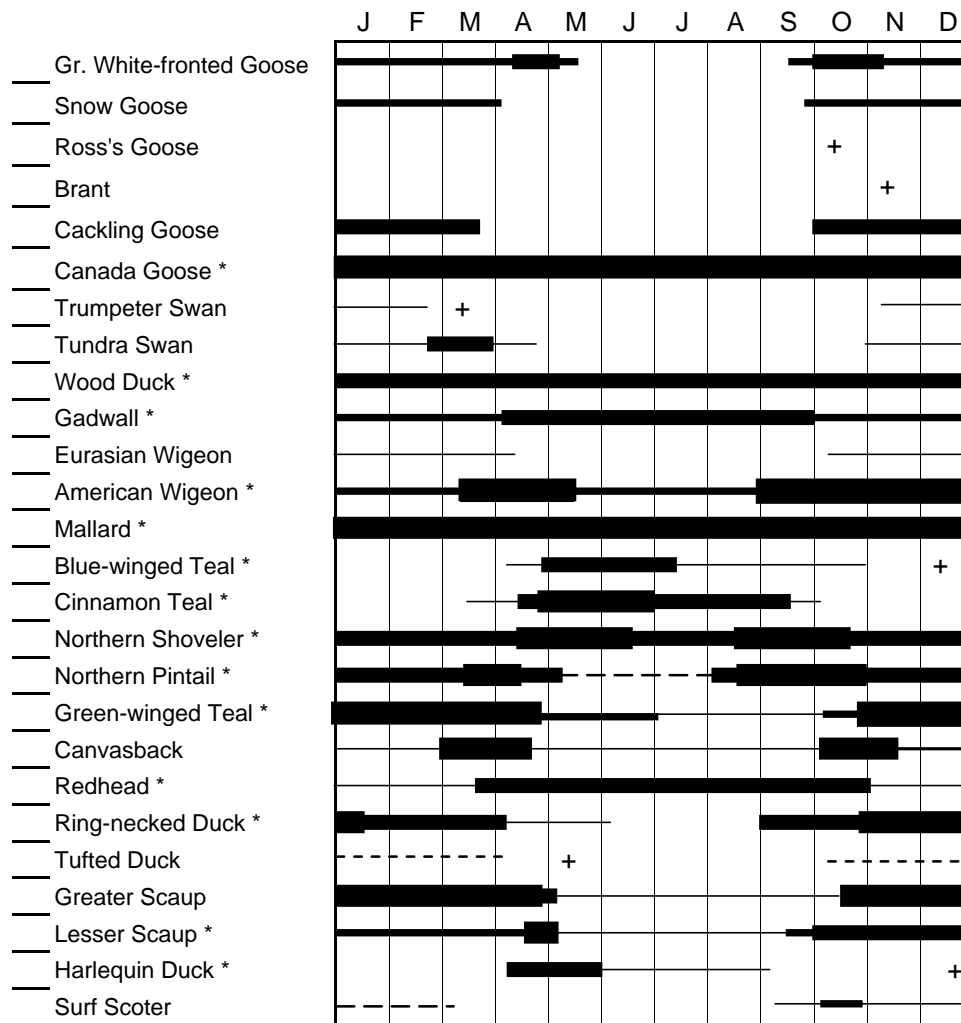 J F M A M J J A S O N D
Gr. White-fronted Goose
Snow Goose
Ross's Goose
Brant
Cackling Goose
Canada Goose *
Trumpeter Swan
Tundra Swan
Wood Duck *
Gadwall *
Eurasian Wigeon
American Wigeon *
Mallard *
Blue-winged Teal *
Cinnamon Teal *
Northern Shoveler *
Northern Pintail *
Green-winged Teal *
Canvasback
Redhead *
Ring-necked Duck *
Tufted Duck
Greater Scaup
Lesser Scaup *
Harlequin Duck *
Surf Scoter